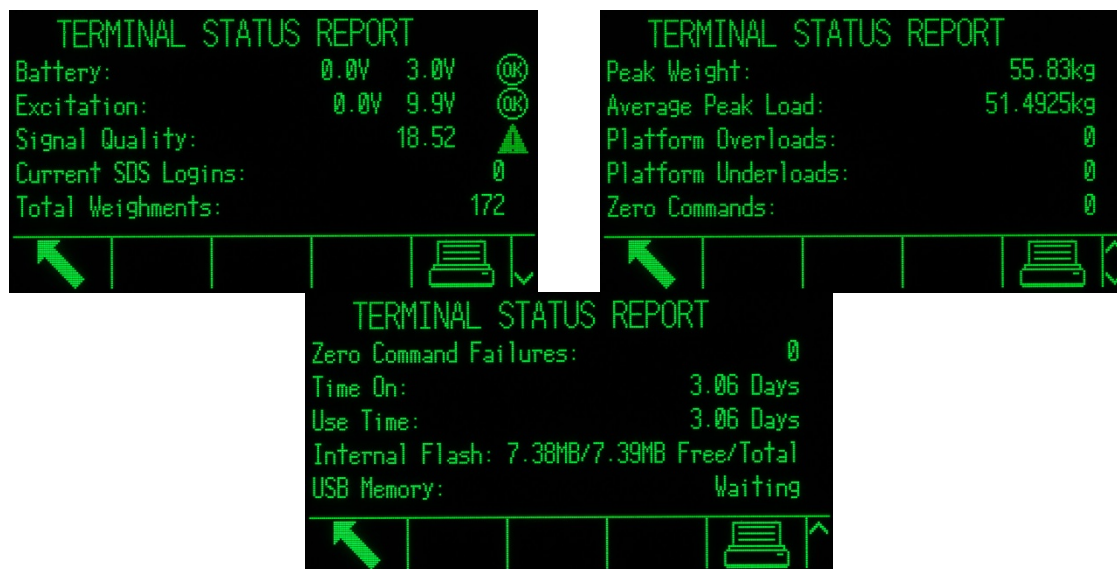 TERMINAL STATUS REPORT
Battery: 0.0V 3.0V OK
Excitation: 0.0V 9.9V OK
Signal Quality: 18.52
Current SDS Logins: 0
Total Weighments: 172
TERMINAL STATUS REPORT
Peak Weight: 55.83kg
Average Peak Load: 51.4925kg
Platform Overloads: 0
Platform Underloads: 0
Zero Commands: 0
TERMINAL STATUS REPORT
Zero Command Failures: 0
Time On: 3.06 Days
Use Time: 3.06 Days
Internal Flash: 7.38MB/7.39MB Free/Total
USB Memory: Waiting